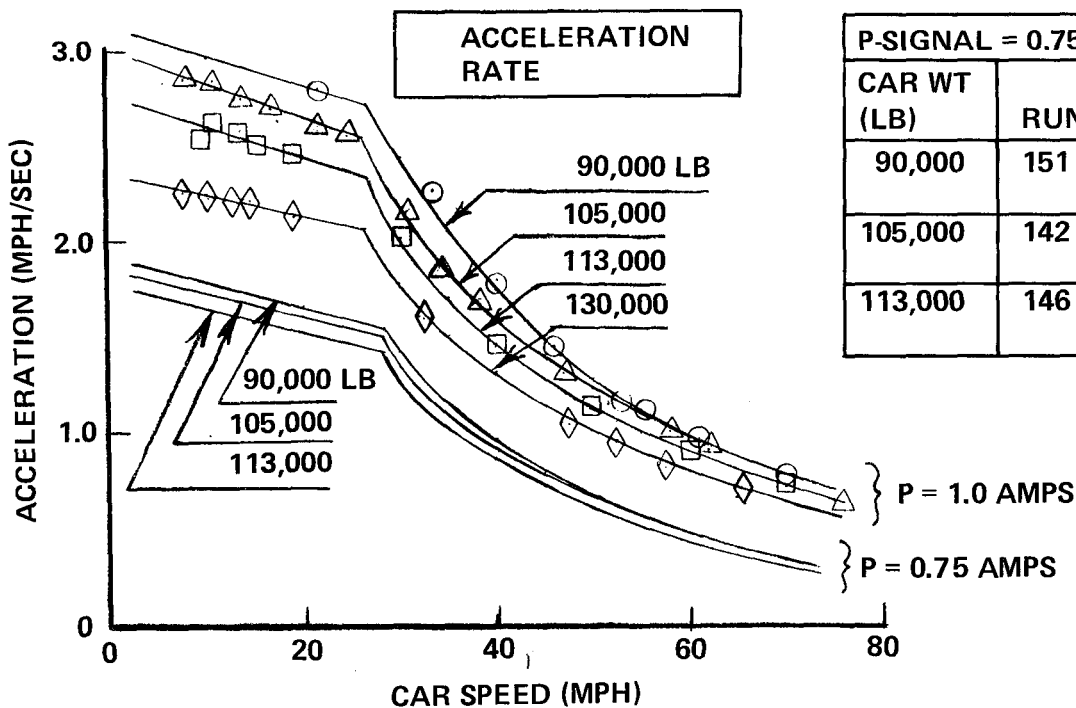 ACCELERATION
RATE
P-SIGNAL = 0.75
CAR WT
(LB)
RUN
90,000
151
105,000
142
113,000
146
ACCELERATION (MPH/SEC)
3.0
2.0
1.0
0
90,000 LB
105,000
113,000
130,000
90,000 LB
105,000
113,000
P = 1.0 AMPS
P = 0.75 AMPS
0
20
40
60
80
CAR SPEED (MPH)